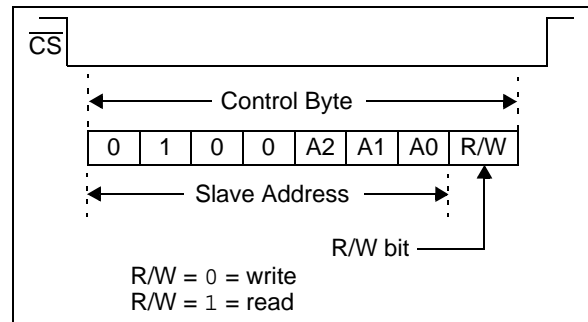 CS
Control Byte
0 1 0 0 A2 A1 A0 R/W
Slave Address
R/W bit
R/W = 0 = write
R/W = 1 = read